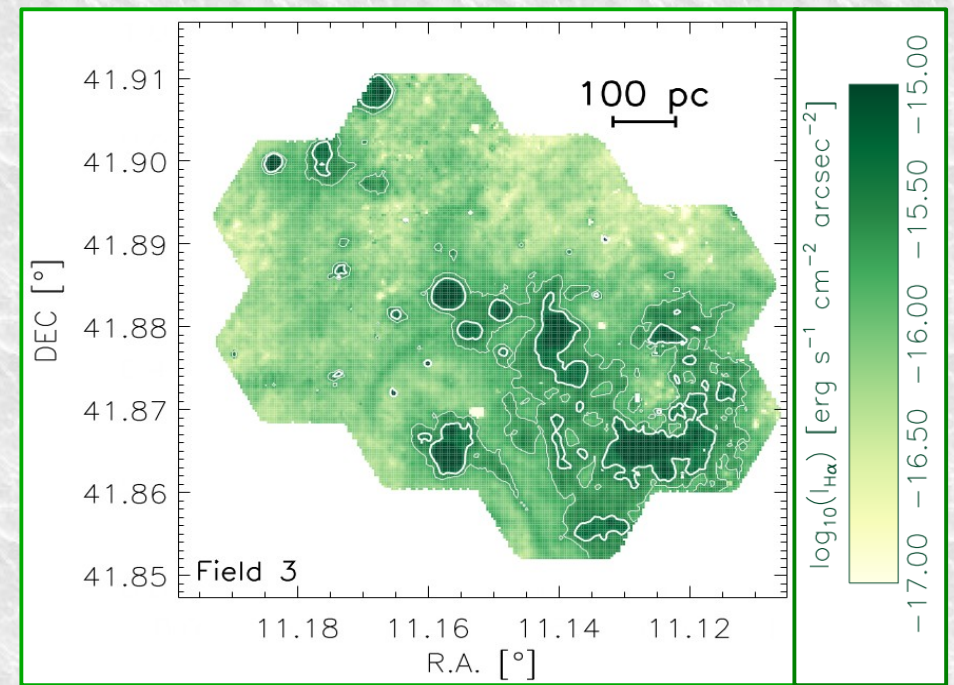 41.91
41.90
41.89
41.88
41.87
41.86
41.85
DEC [°]
100 pc
Field 3
11.18 11.16 11.14 11.12
R.A. [°]
log₁₀(I_Hα) [erg s⁻¹ cm⁻² arcsec⁻²]
−17.00 −16.50 −16.00 −15.50 −15.00